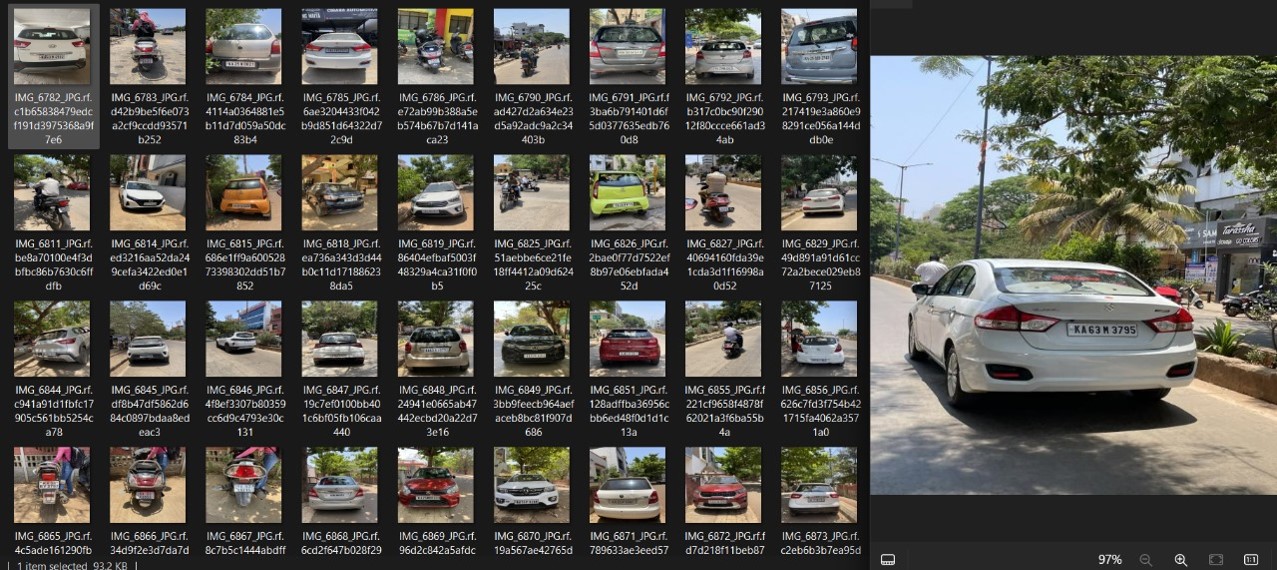 IMG_6782_JPG.rf.
c1b65838479edc
f191d3975368a9f
7e6
IMG_6783_JPG.rf.
d42b9be5f6e073
a2cf9ccdd93571
b252
IMG_6784_JPG.rf.
4114a0364881e5
b11d7d059a50dc
83b4
IMG_6785_JPG.rf.
6ae3204433f042
b9d851d64322d7
2c9d
IMG_6786_JPG.rf.
e72ab99b388a5e
b574b67b7d141a
ca23
IMG_6790_JPG.rf.
ad427d2a634e23
d5a92adc9a2c34
403b
IMG_6791_JPG.rf.f
3ba6b791401d6f
5d0377635edb76
0d8
IMG_6792_JPG.rf.
b317c0bc90f290
12f80ccce661ad3
4ab
IMG_6793_JPG.rf.
217419e3a860e9
8291ce056a144d
db0e
IMG_6811_JPG.rf.
be8a70100e4f3d
bfbc86b7630c6ff
dfb
IMG_6814_JPG.rf.
ed3216aa52da24
9cefa3422ed0e1
d69c
IMG_6815_JPG.rf.
686e1ff9a600528
73398302dd51b7
852
IMG_6818_JPG.rf.
ea736a343d3d44
b0c11d17188623
8da5
IMG_6819_JPG.rf.
86404efbaf5003f
48329a4ca31f0f0
b5
IMG_6825_JPG.rf.
51aebbe6ce21fe
18ff4412a09d624
25c
IMG_6826_JPG.rf.
2bae0f77d7522ef
8b97e06ebfada4
52d
IMG_6827_JPG.rf.
40694160fda39e
1cda3d1f16998a
0d52
IMG_6829_JPG.rf.
49d891a91d61cc
72a2bece029eb8
7125
IMG_6844_JPG.rf.
c941a91d1fbfc17
905c561bb5254c
a78
IMG_6845_JPG.rf.
df8b47df5862d6
84c0897bdaa8ed
eac3
IMG_6846_JPG.rf.
4f8ef3307b80359
cc6d9c4793e30c
131
IMG_6847_JPG.rf.
19c7ef0100bb40
1c6bf05fb106caa
440
IMG_6848_JPG.rf.
24941e0665ab47
442ecbd20a22d7
3e16
IMG_6849_JPG.rf.
3bb9feecb964aef
aceb8bc81f907d
686
IMG_6851_JPG.rf.
128adffba36956c
bb6ed48f0d1d1c
13a
IMG_6855_JPG.rf.f
221cf9658f4878f
62021a3f6ba55b
4a
IMG_6856_JPG.rf.
626c7fd3f754b42
1715fa4062a357
1a0
IMG_6865_JPG.rf.
4c5ade161290fb
IMG_6866_JPG.rf.
34d9f2e3d7da7d
IMG_6867_JPG.rf.
8c7b5c1444abdff
IMG_6868_JPG.rf.
6cd2f647b028f29
IMG_6869_JPG.rf.
96d2c842a5afdc
IMG_6870_JPG.rf.
19a567ae42765d
IMG_6871_JPG.rf.
789633ae3eed57
IMG_6872_JPG.rf.
d7d218f11beb87
IMG_6873_JPG.rf.
c2eb6b3b7ea95d
1 item selected 93.2 KB
Tarassha
KA63M 3795
97%
1:1